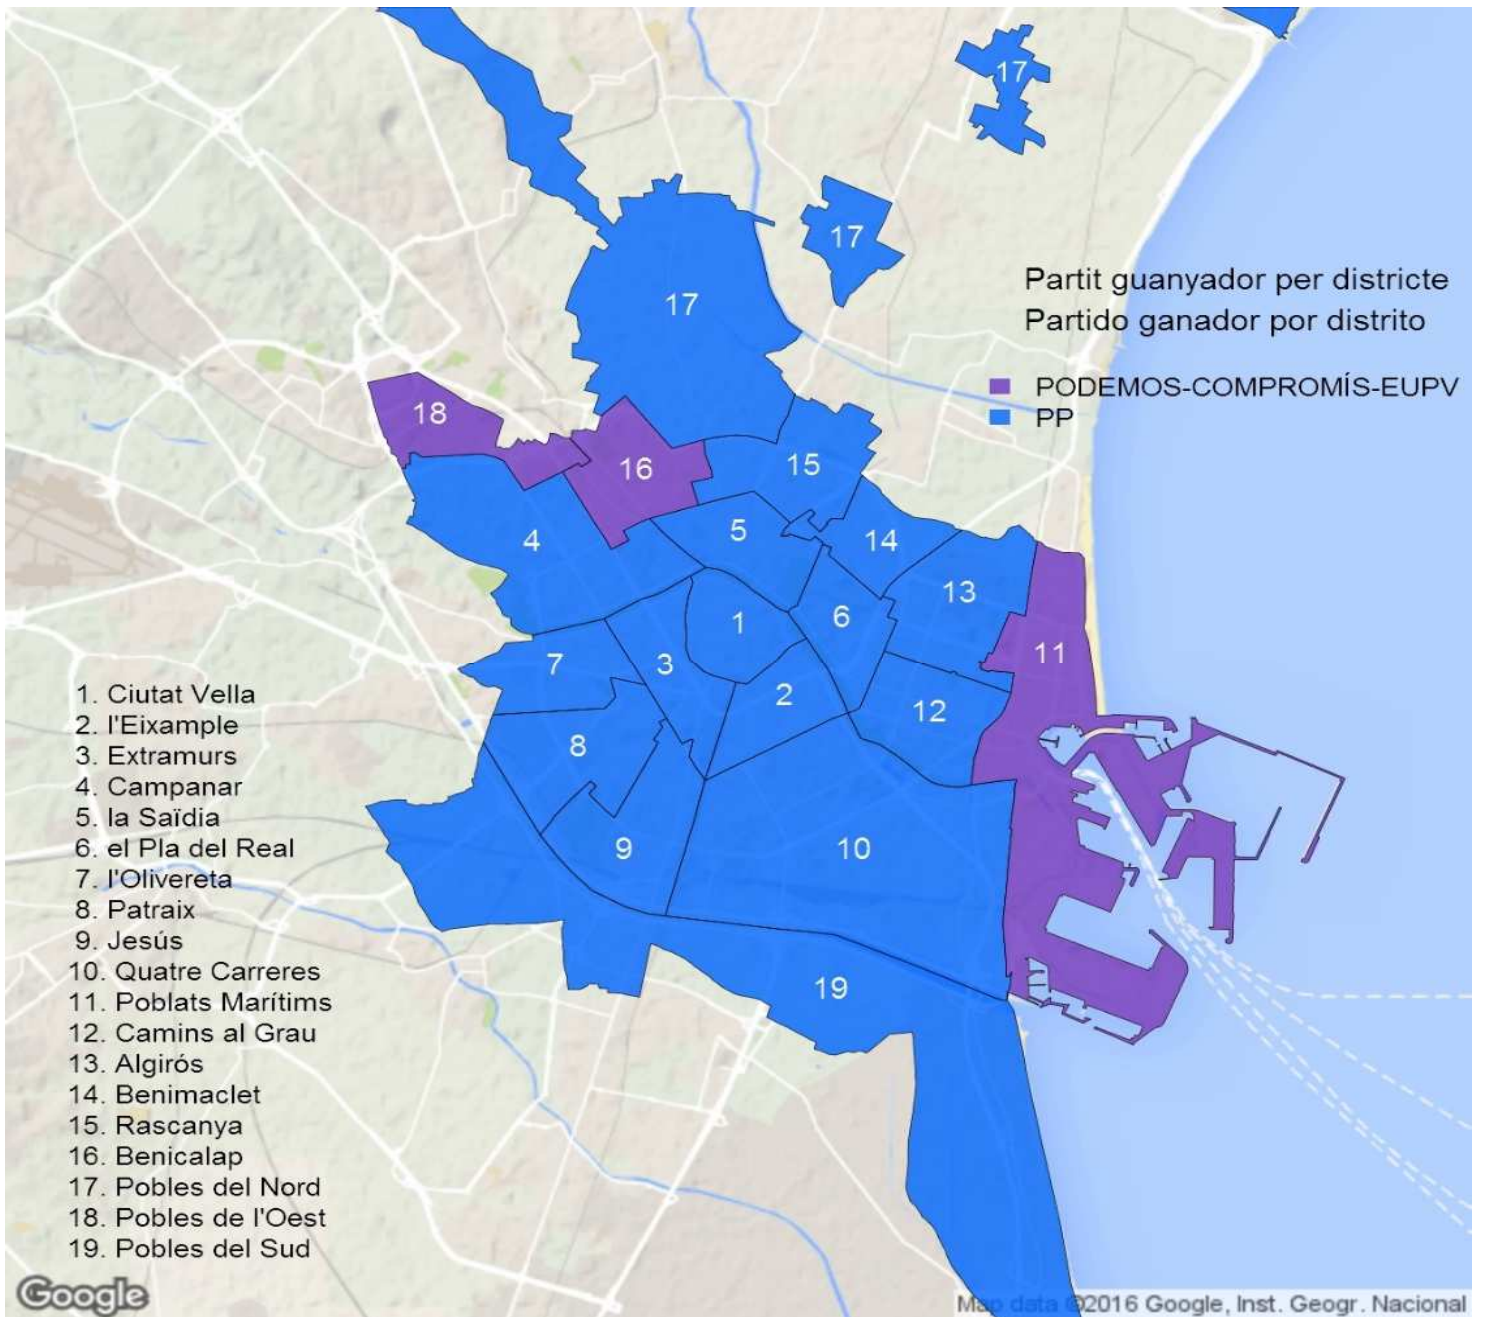 17
17
17
Partit guanyador per districte
Partido ganador por distrito
PODEMOS-COMPROMÍS-EUPV
PP
18
16
15
4
5
14
13
1
6
11
7
3
2
12
8
9
10
19
1. Ciutat Vella
2. l'Eixample
3. Extramurs
4. Campanar
5. la Saïdia
6. el Pla del Real
7. l'Olivereta
8. Patraix
9. Jesús
10. Quatre Carreres
11. Poblats Marítims
12. Camins al Grau
13. Algirós
14. Benimaclet
15. Rascanya
16. Benicalap
17. Pobles del Nord
18. Pobles de l'Oest
19. Pobles del Sud
Google
Map data ©2016 Google, Inst. Geogr. Nacional